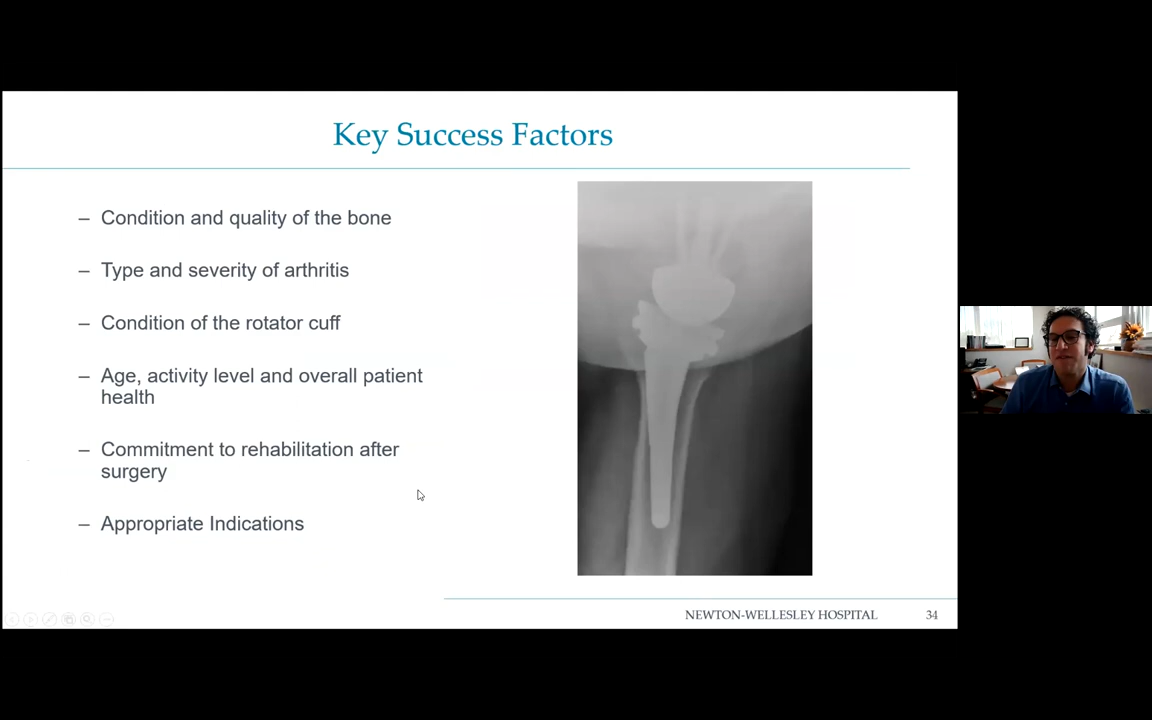 Key Success Factors
– Condition and quality of the bone
– Type and severity of arthritis
– Condition of the rotator cuff
– Age, activity level and overall patient
health
– Commitment to rehabilitation after
surgery
– Appropriate Indications
NEWTON-WELLESLEY HOSPITAL 34